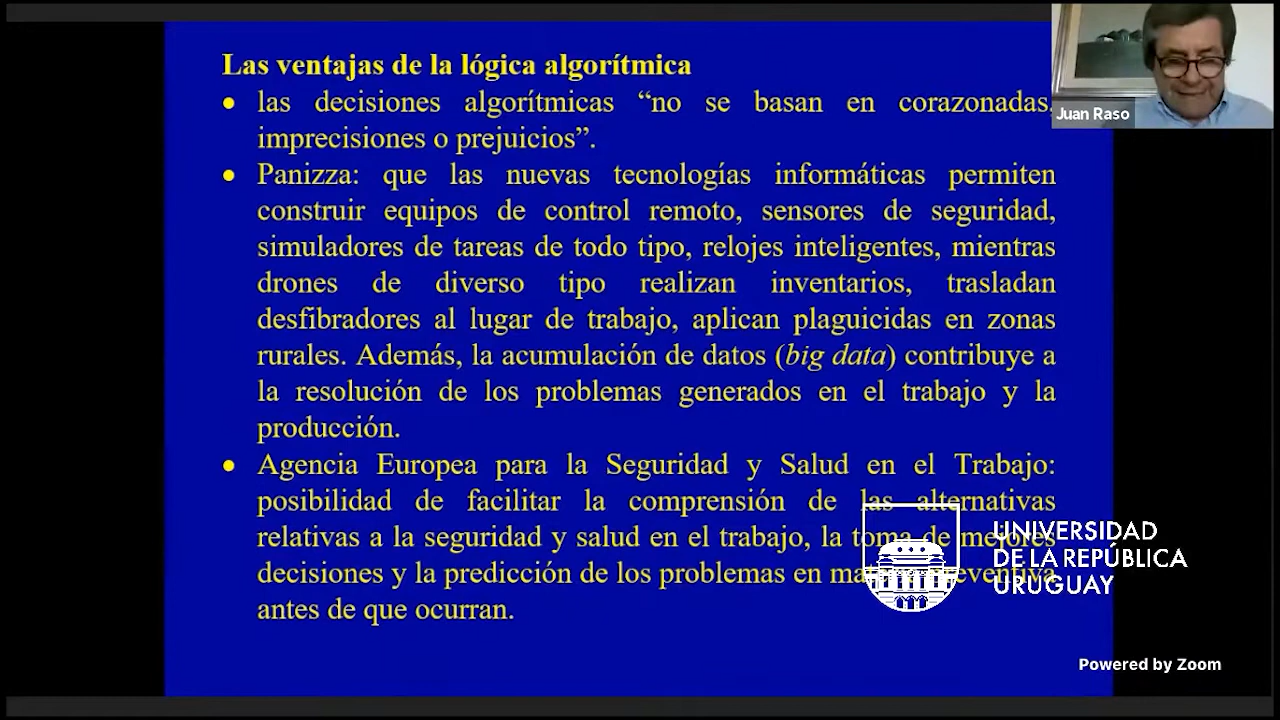 Las ventajas de la lógica algorítmica
• las decisiones algorítmicas “no se basan en corazonadas,
imprecisiones o prejuicios”.
• Panizza: que las nuevas tecnologías informáticas permiten
construir equipos de control remoto, sensores de seguridad,
simuladores de tareas de todo tipo, relojes inteligentes, mientras
drones de diverso tipo realizan inventarios, trasladan
desfibradores al lugar de trabajo, aplican plaguicidas en zonas
rurales. Además, la acumulación de datos (big data) contribuye a
la resolución de los problemas generados en el trabajo y la
producción.
• Agencia Europea para la Seguridad y Salud en el Trabajo:
posibilidad de facilitar la comprensión de las alternativas
relativas a la seguridad y salud en el trabajo, la toma de mejores
decisiones y la predicción de los problemas en preventiva
antes de que ocurran.
Juan Raso
UNIVERSIDAD
DE LA REPÚBLICA
URUGUAY
Powered by Zoom